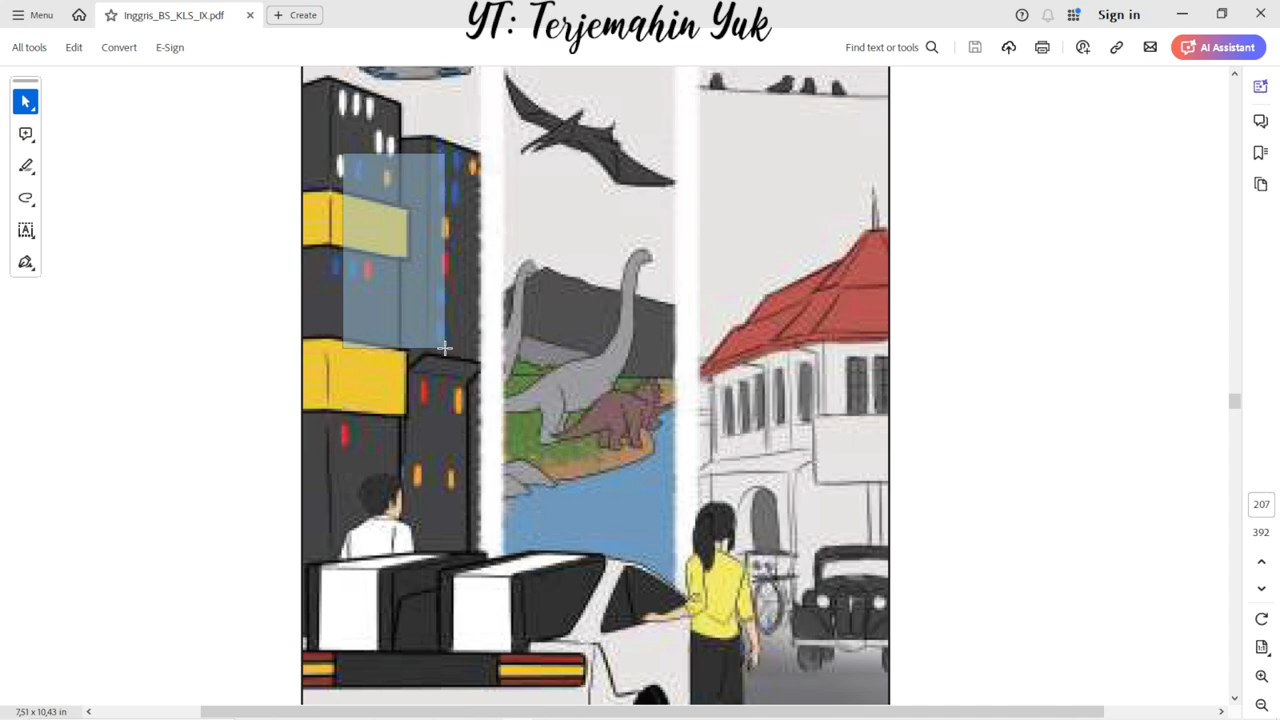 Menu
Inggris_BS_KLS_IX.pdf
Create
YT: Terjemahin Yuk
Sign in
All tools
Edit
Convert
E-Sign
Find text or tools
AI Assistant
207
392
7,51 x 10,43 in